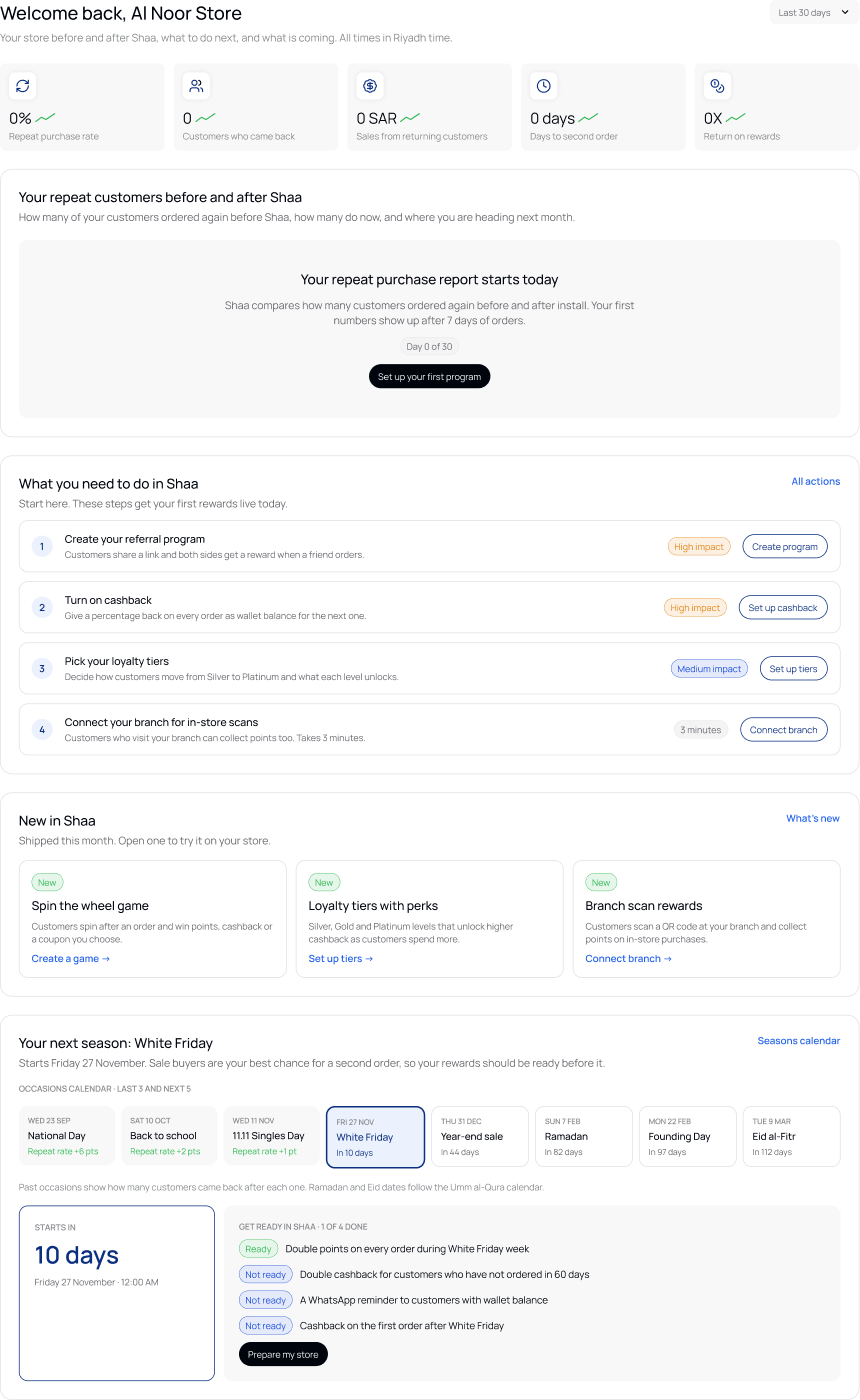 Welcome back, Al Noor Store
Last 30 days
Your store before and after Shaa, what to do next, and what is coming. All times in Riyadh time.
0%
Repeat purchase rate
0
Customers who came back
0 SAR
Sales from returning customers
0 days
Days to second order
0X
Return on rewards
Your repeat customers before and after Shaa
How many of your customers ordered again before Shaa, how many do now, and where you are heading next month.
Your repeat purchase report starts today
Shaa compares how many customers ordered again before and after install. Your first
numbers show up after 7 days of orders.
Day 0 of 30
Set up your first program
What you need to do in Shaa
All actions
Start here. These steps get your first rewards live today.
1
Create your referral program
Customers share a link and both sides get a reward when a friend orders.
High impact
Create program
2
Turn on cashback
Give a percentage back on every order as wallet balance for the next one.
High impact
Set up cashback
3
Pick your loyalty tiers
Decide how customers move from Silver to Platinum and what each level unlocks.
Medium impact
Set up tiers
4
Connect your branch for in-store scans
Customers who visit your branch can collect points too. Takes 3 minutes.
3 minutes
Connect branch
New in Shaa
What's new
Shipped this month. Open one to try it on your store.
New
Spin the wheel game
Customers spin after an order and win points, cashback or
a coupon you choose.
Create a game →
New
Loyalty tiers with perks
Silver, Gold and Platinum levels that unlock higher
cashback as customers spend more.
Set up tiers →
New
Branch scan rewards
Customers scan a QR code at your branch and collect
points on in-store purchases.
Connect branch →
Your next season: White Friday
Seasons calendar
Starts Friday 27 November. Sale buyers are your best chance for a second order, so your rewards should be ready before it.
OCCASIONS CALENDAR · LAST 3 AND NEXT 5
WED 23 SEP
National Day
Repeat rate +6 pts
SAT 10 OCT
Back to school
Repeat rate +2 pts
WED 11 NOV
11.11 Singles Day
Repeat rate +1 pt
FRI 27 NOV
White Friday
In 10 days
THU 31 DEC
Year-end sale
In 44 days
SUN 7 FEB
Ramadan
In 82 days
MON 22 FEB
Founding Day
In 97 days
TUE 9 MAR
Eid al-Fitr
In 112 days
Past occasions show how many customers came back after each one. Ramadan and Eid dates follow the Umm al-Qura calendar.
STARTS IN
10 days
Friday 27 November · 12:00 AM
GET READY IN SHAA · 1 OF 4 DONE
Ready
Double points on every order during White Friday week
Not ready
Double cashback for customers who have not ordered in 60 days
Not ready
A WhatsApp reminder to customers with wallet balance
Not ready
Cashback on the first order after White Friday
Prepare my store